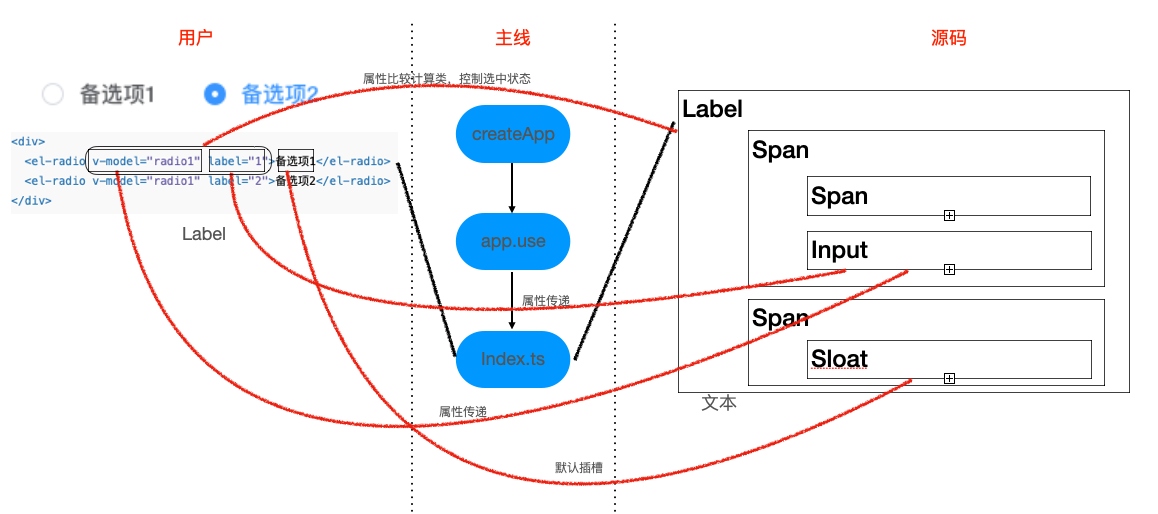 用户
主线
源码
属性比较计算类，控制选中状态
备选项1
备选项2
<div>
<el-radio v-model="radio1" label="1">备选项1</el-radio>
<el-radio v-model="radio1" label="2">备选项2</el-radio>
</div>
Label
createApp
app.use
Index.ts
属性传递
属性传递
默认插槽
Label
Span
Span
Input
Span
Sloat
文本